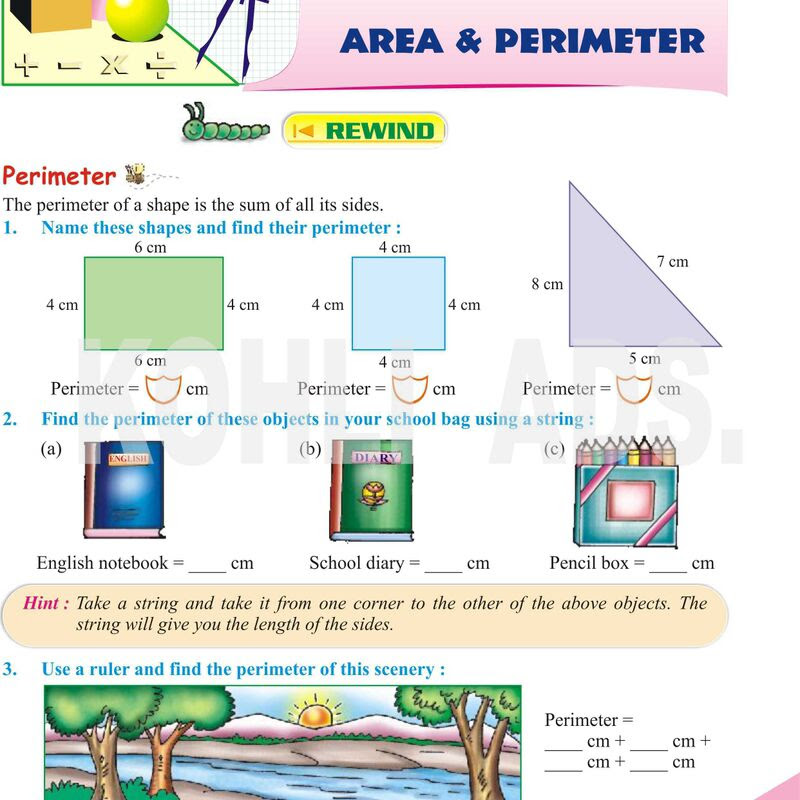 + - × ÷
AREA & PERIMETER
REWIND
Perimeter
The perimeter of a shape is the sum of all its sides.
1. Name these shapes and find their perimeter :
6 cm 4 cm
7 cm
8 cm
4 cm 4 cm 4 cm 4 cm
6 cm 4 cm 5 cm
Perimeter = cm Perimeter = cm Perimeter = cm
KOHLI ADS.
2. Find the perimeter of these objects in your school bag using a string :
(a) (b) (c)
ENGLISH DIARY
English notebook = ____ cm School diary = ____ cm Pencil box = ____ cm
Hint : Take a string and take it from one corner to the other of the above objects. The
string will give you the length of the sides.
3. Use a ruler and find the perimeter of this scenery :
Perimeter =
____ cm + ____ cm +
____ cm + ____ cm